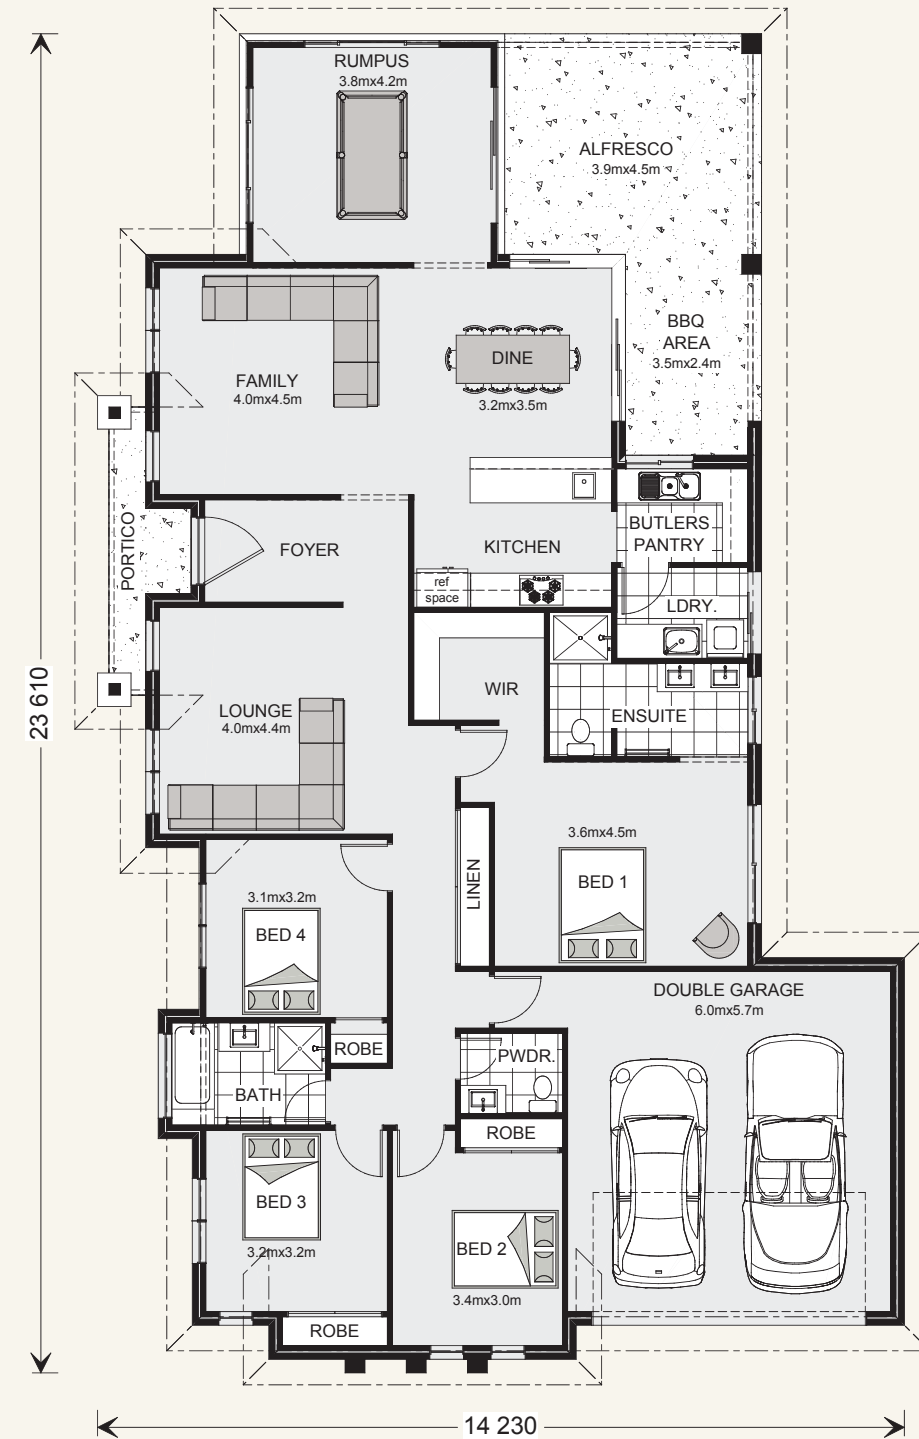 RUMPUS
3.8mx4.2m
ALFRESCO
3.9mx4.5m
BBQ
AREA
3.5mx2.4m
DINE
3.2mx3.5m
FAMILY
4.0mx4.5m
PORTICO
FOYER
KITCHEN
BUTLERS
PANTRY
ref
space
LDRY.
WIR
ENSUITE
LOUNGE
4.0mx4.4m
23 610
3.6mx4.5m
BED 1
LINEN
3.1mx3.2m
BED 4
DOUBLE GARAGE
6.0mx5.7m
ROBE
PWDR.
BATH
ROBE
BED 3
3.2mx3.2m
BED 2
3.4mx3.0m
ROBE
14 230